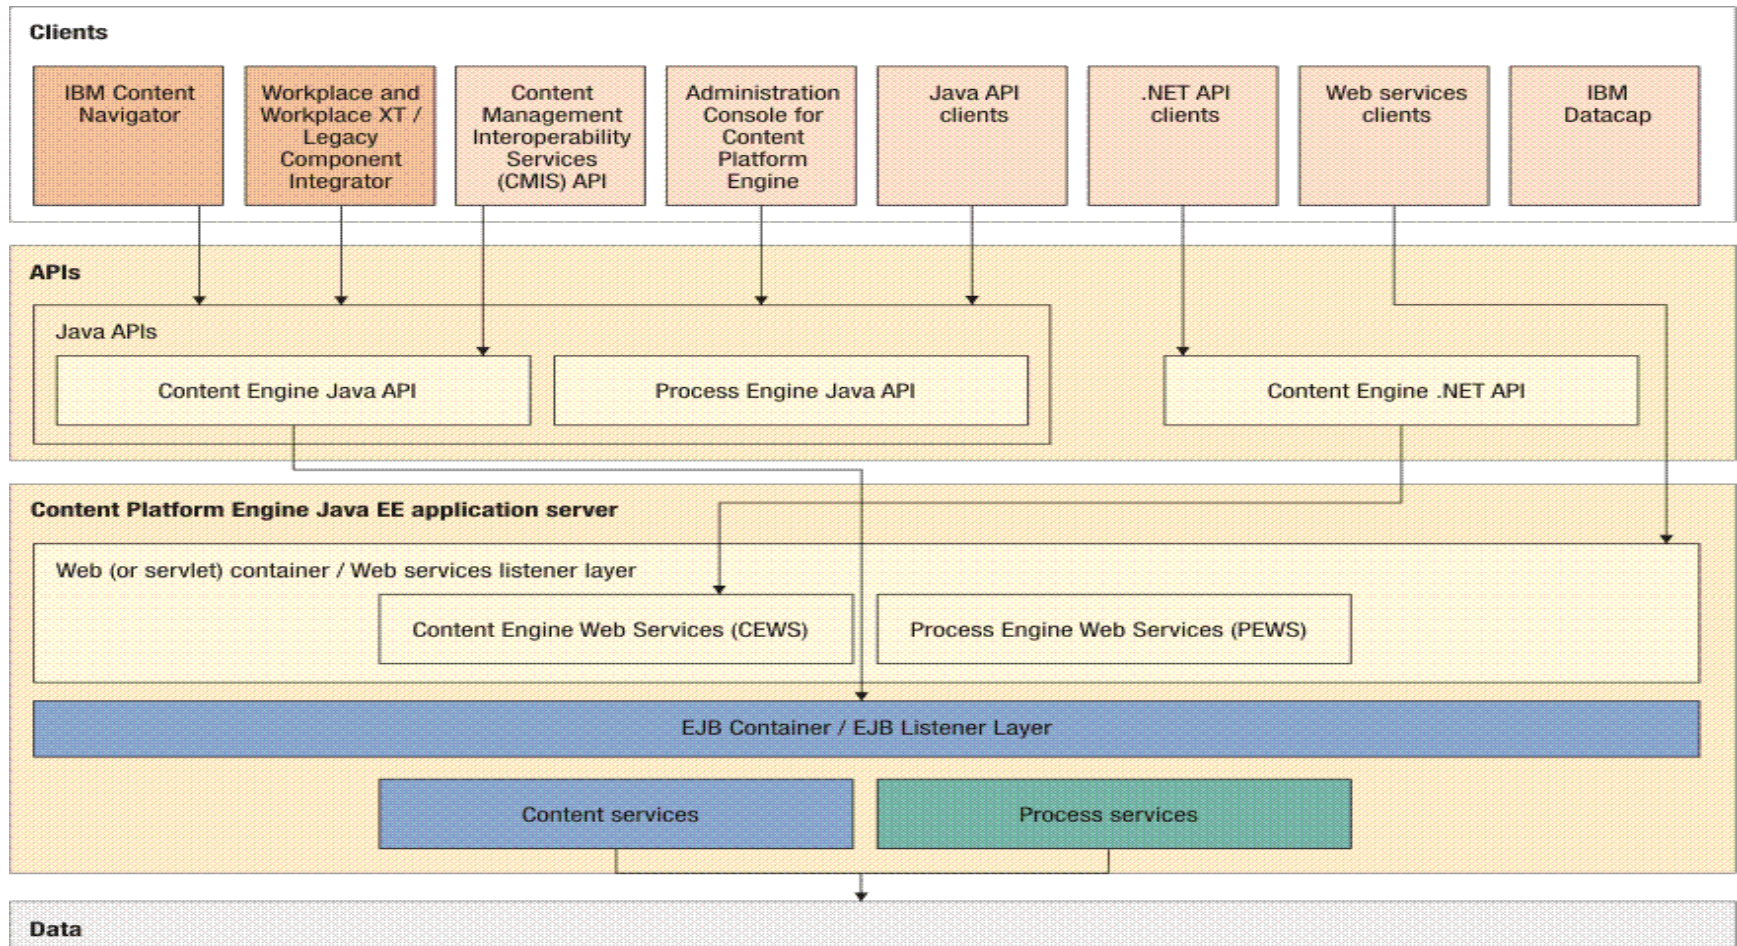 Clients
IBM Content
Navigator
Workplace and
Workplace XT /
Legacy
Component
Integrator
Content
Management
Interoperability
Services
(CMIS) API
Administration
Console for
Content
Platform
Engine
Java API
clients
.NET API
clients
Web services
clients
IBM
Datacap
APIs
Java APIs
Content Engine Java API
Process Engine Java API
Content Engine .NET API
Content Platform Engine Java EE application server
Web (or servlet) container / Web services listener layer
Content Engine Web Services (CEWS)
Process Engine Web Services (PEWS)
EJB Container / EJB Listener Layer
Content services
Process services
Data